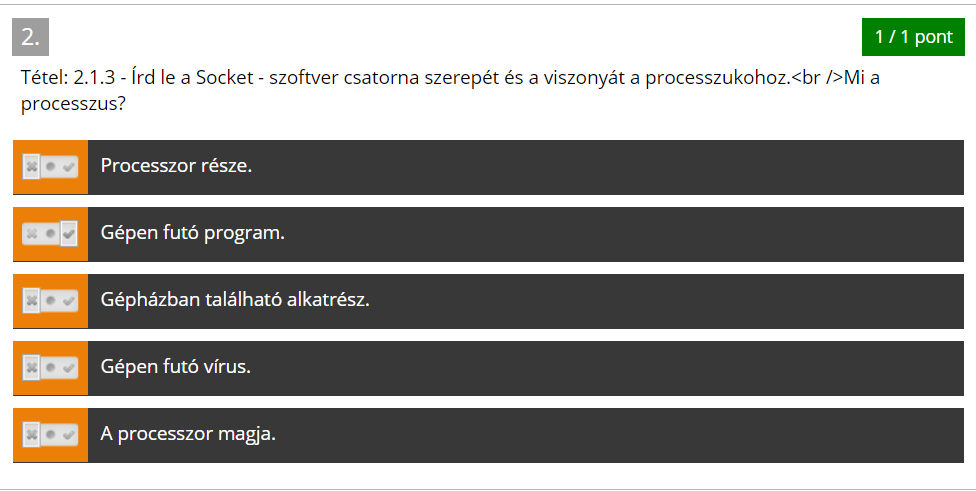 2.
1 / 1 pont
Tétel: 2.1.3 - Írd le a Socket - szoftver csatorna szerepét és a viszonyát a processzukohoz.<br />Mi a
processzus?
Processzor része.
Gépen futó program.
Gépházban található alkatrész.
Gépen futó vírus.
A processzor magja.